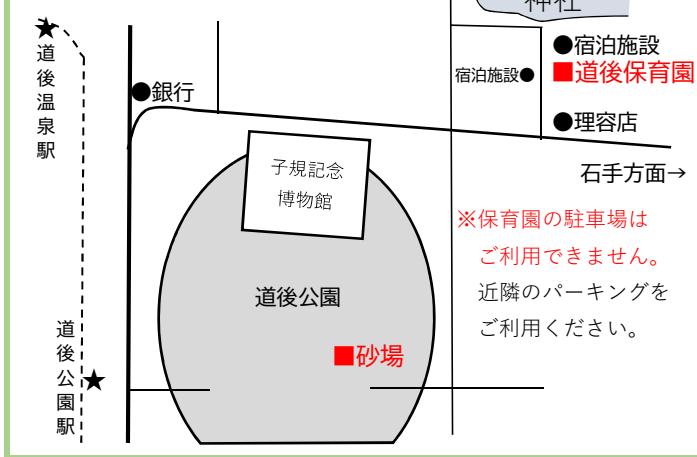 神社
★
道後温泉駅
●宿泊施設
宿泊施設●
■道後保育園
●銀行
●理容店
石手方面→
子規記念
博物館
※保育園の駐車場は
ご利用できません。
近隣のパーキングを
ご利用ください。
道後公園
■砂場
道後公園駅
★